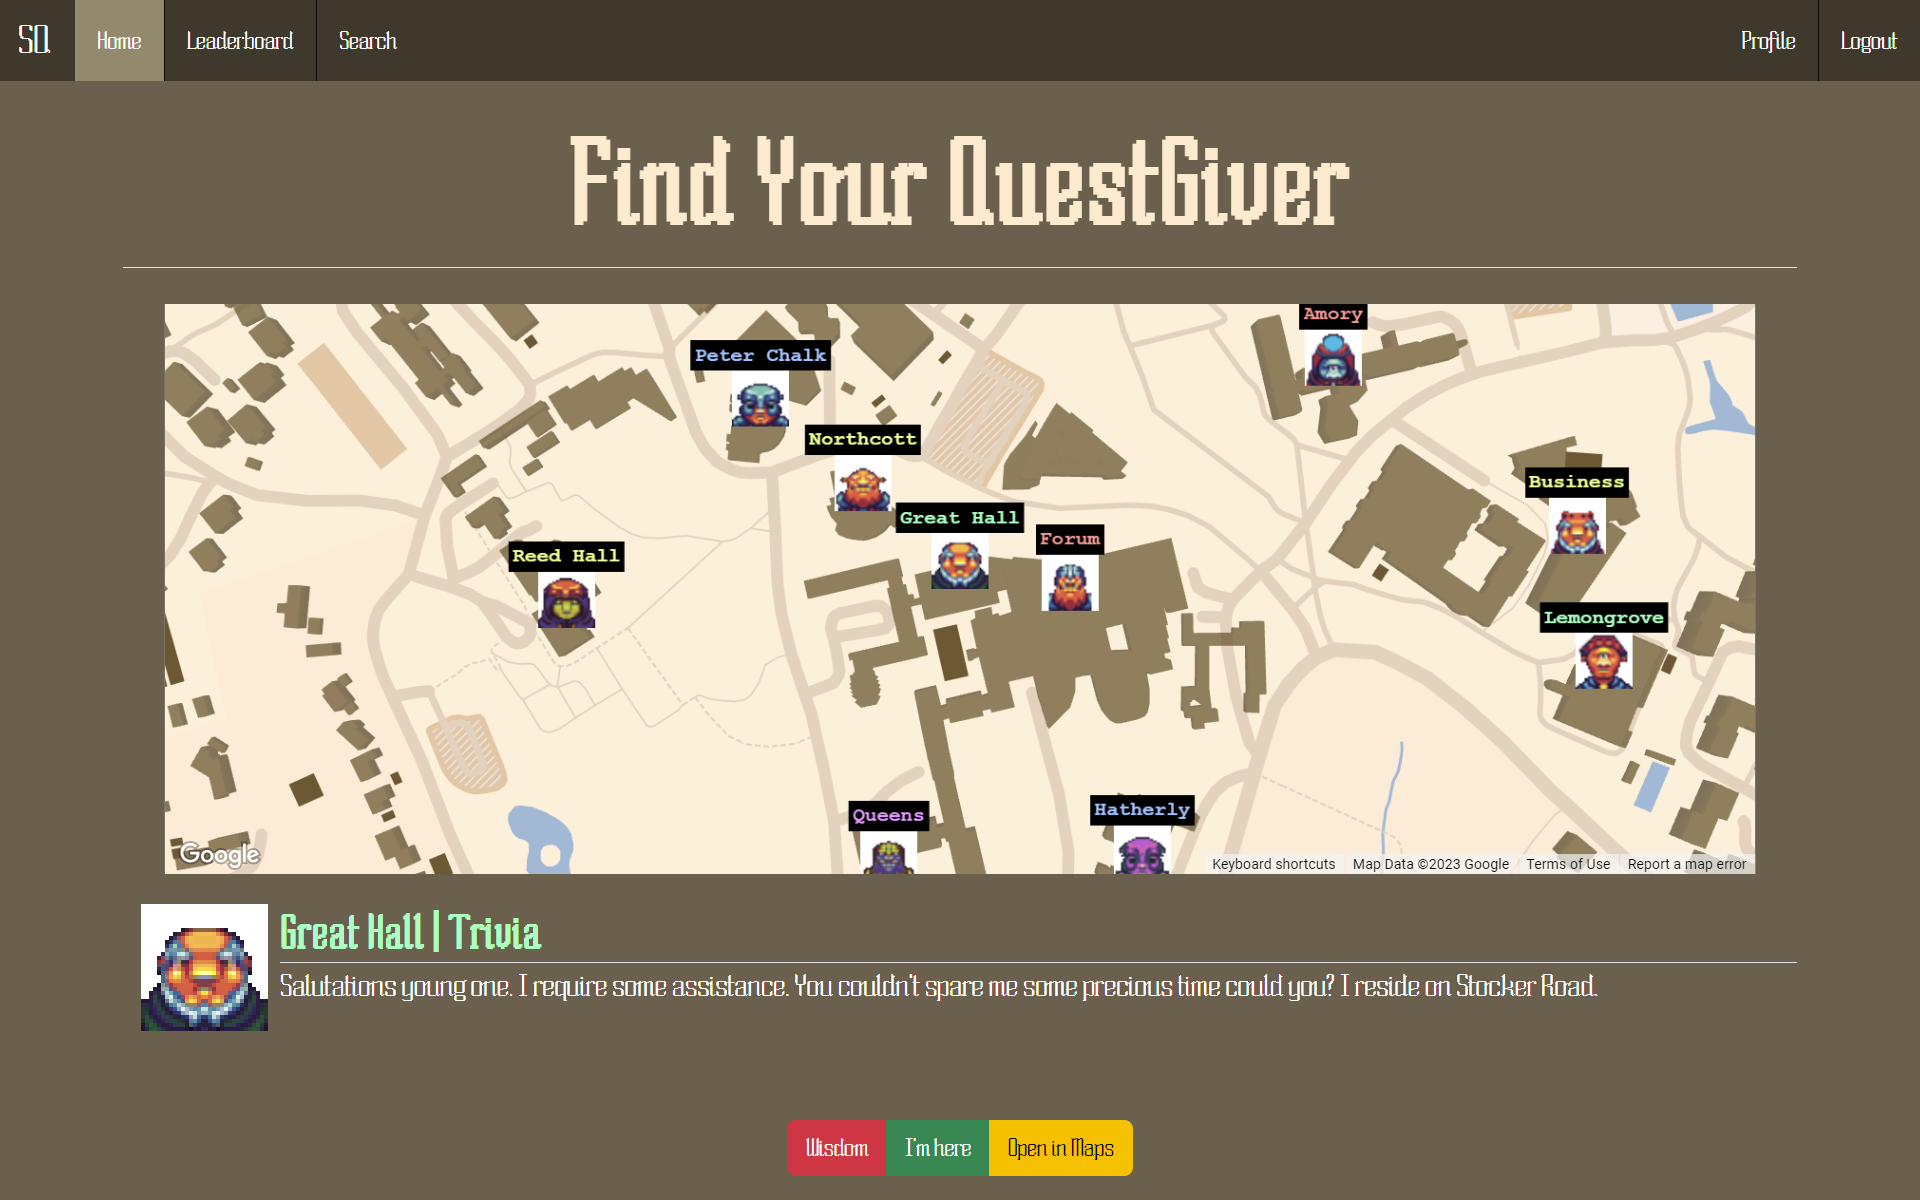 SQ
Home
Leaderboard
Search
Profile
Logout
Find Your QuestGiver
Amory
Peter Chalk
Northcott
Business
Great Hall
Forum
Reed Hall
Lemongrove
Queens
Hatherly
Google
Keyboard shortcuts
Map Data ©2023 Google
Terms of Use
Report a map error
Great Hall | Trivia
Salutations young one. I require some assistance. You couldn't spare me some precious time could you? I reside on Stocker Road.
Wisdom
I'm here
Open in Maps